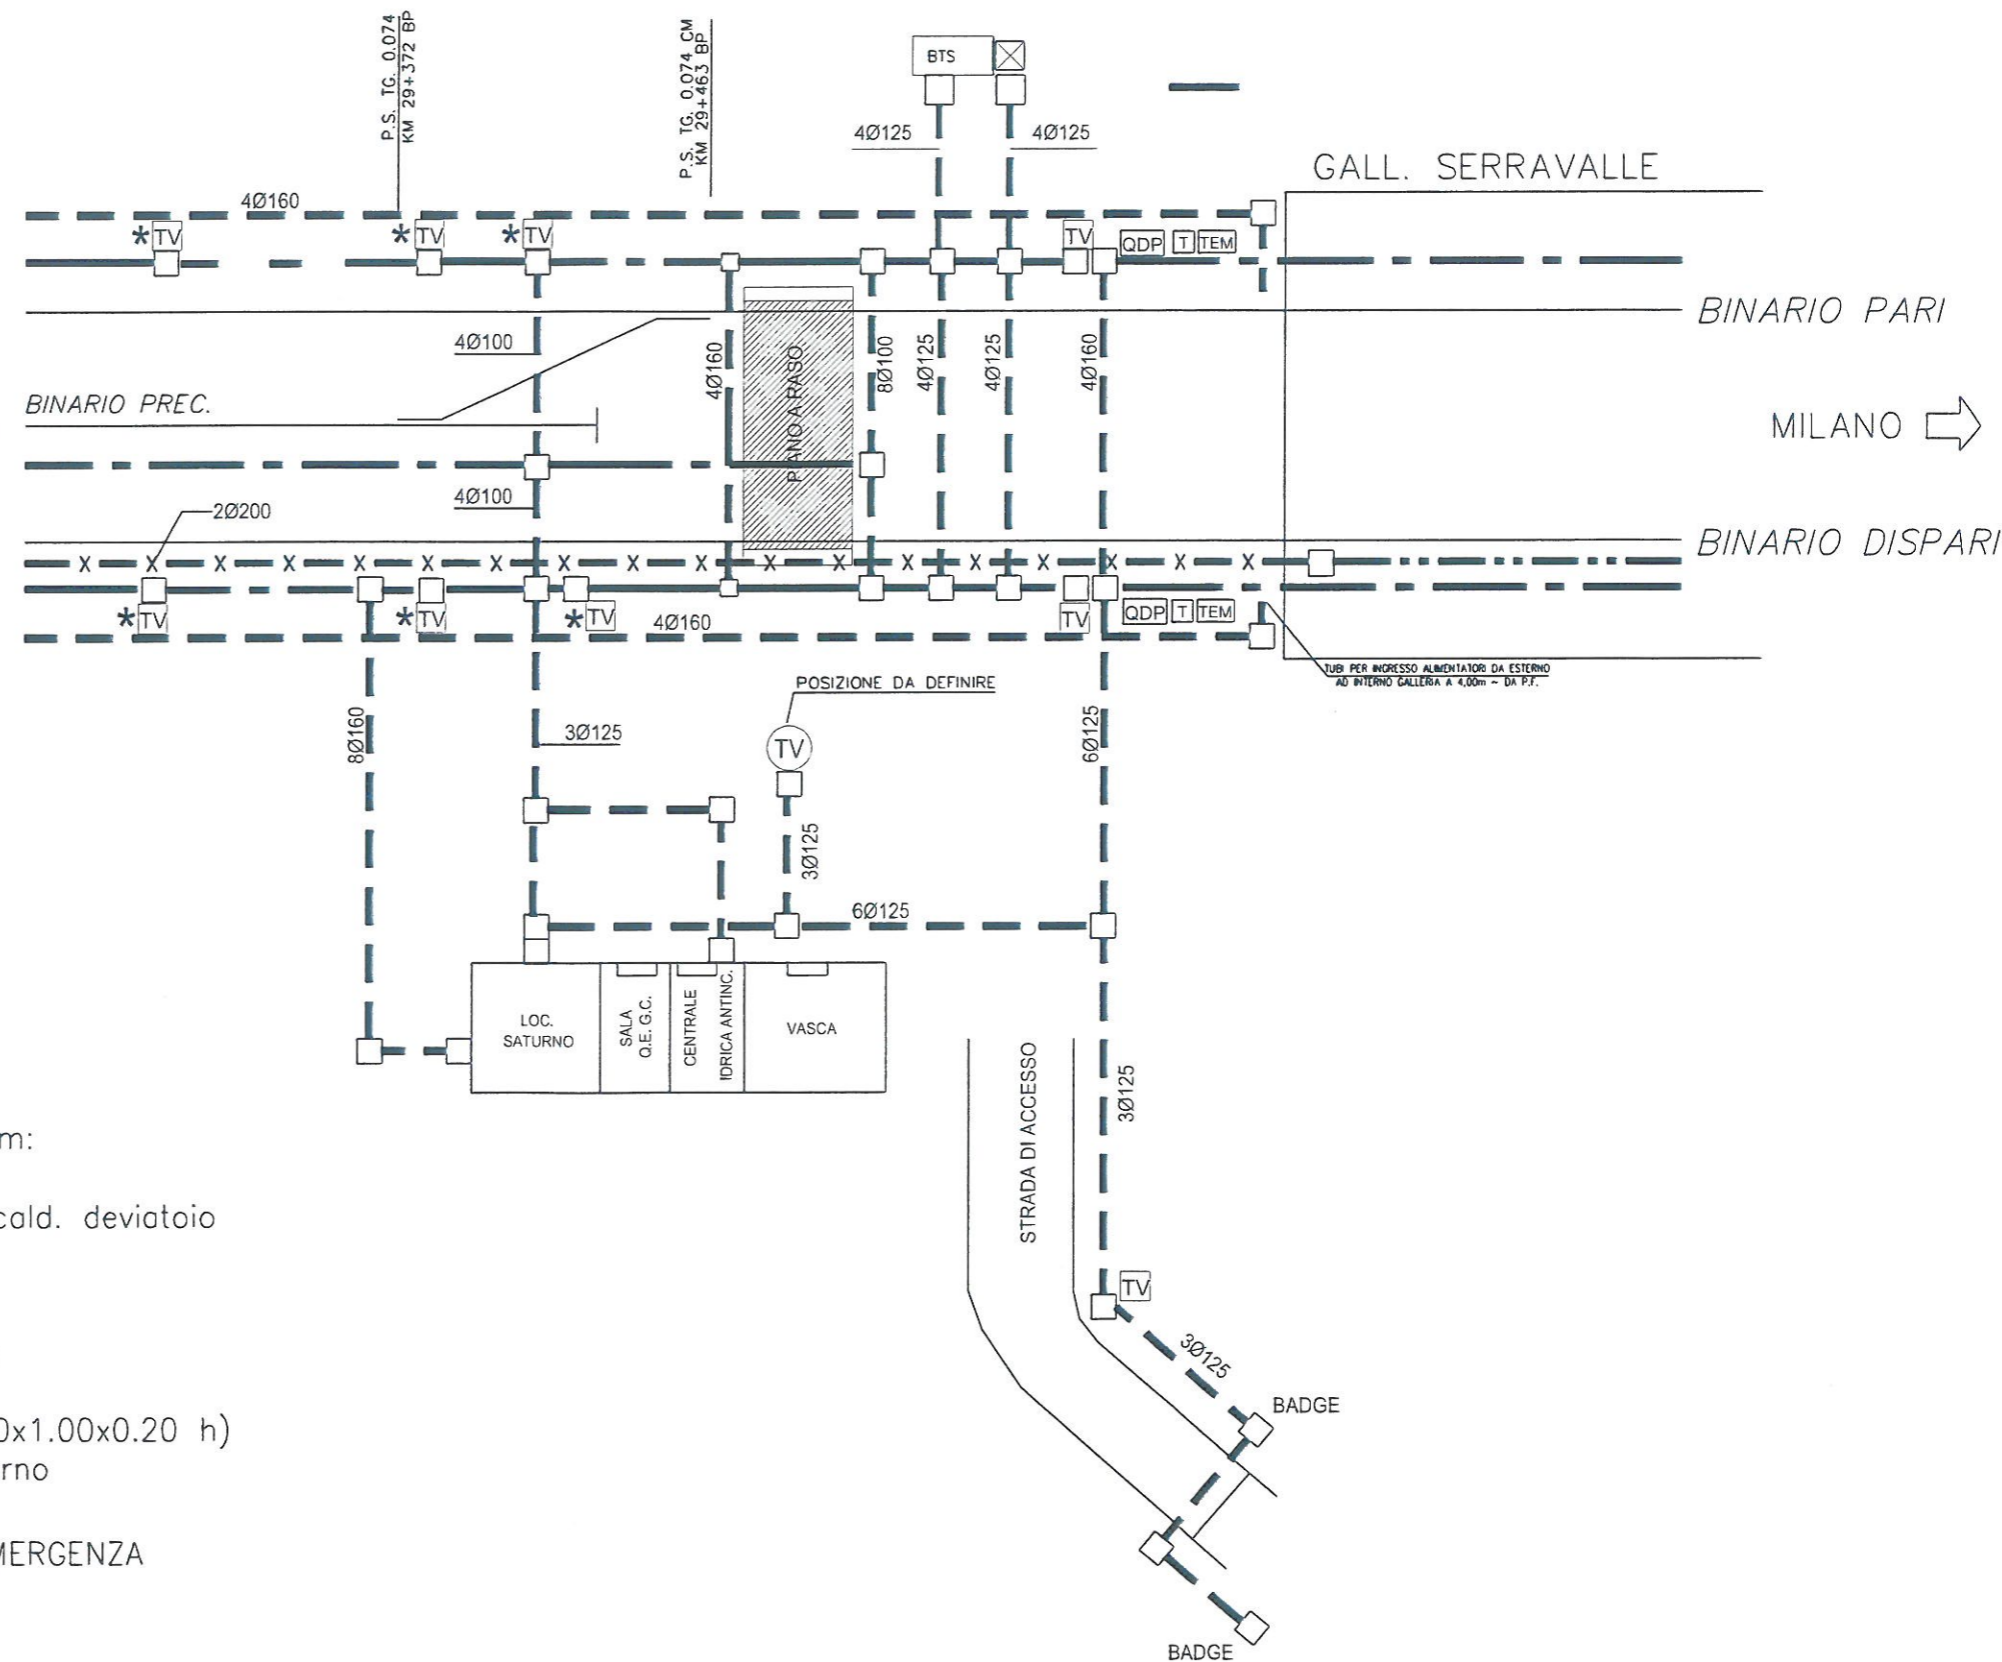 P.S. TG. 0.074
KM 29+372 BP
P.S. TG. 0.074 CM
KM 29+463 BP
BTS
4Ø125
4Ø125
GALL. SERRAVALLE
4Ø160
* TV
* TV
* TV
TV
QDP T TEM
BINARIO PARI
4Ø100
4Ø160
PIANO A RASO
8Ø100
4Ø125
4Ø125
4Ø160
BINARIO PREC.
MILANO
4Ø100
2Ø200
BINARIO DISPARI
X X X X X X X X X X X X X X X X X X
* TV
* TV
* TV
4Ø160
TV
QDP T TEM
TUBI PER INGRESSO ALIMENTATORI DA ESTERNO
AD INTERNO GALLERIA A 4,00m ~ DA P.F.
POSIZIONE DA DEFINIRE
8Ø160
3Ø125
TV
6Ø125
3Ø125
6Ø125
LOC.
SATURNO
SALA
Q.E. G.C.
CENTRALE
IDRICA ANTINC.
VASCA
STRADA DI ACCESSO
3Ø125
m:
cald. deviatoio
TV
3Ø125
BADGE
0x1.00x0.20 h)
rno
MERGENZA
BADGE